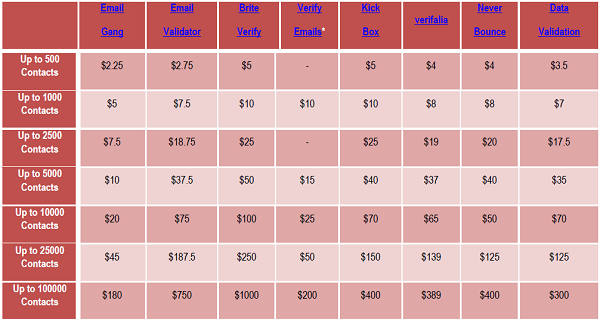 Email Gang Email Validator Brite Verify Verify Emails* Kick Box verifalia Never Bounce Data Validation
Up to 500 Contacts $2.25 $2.75 $5 - $5 $4 $4 $3.5
Up to 1000 Contacts $5 $7.5 $10 $10 $10 $8 $8 $7
Up to 2500 Contacts $7.5 $18.75 $25 - $25 $19 $20 $17.5
Up to 5000 Contacts $10 $37.5 $50 $15 $40 $37 $40 $35
Up to 10000 Contacts $20 $75 $100 $25 $70 $65 $50 $70
Up to 25000 Contacts $45 $187.5 $250 $50 $150 $139 $125 $125
Up to 100000 Contacts $180 $750 $1000 $200 $400 $389 $400 $300